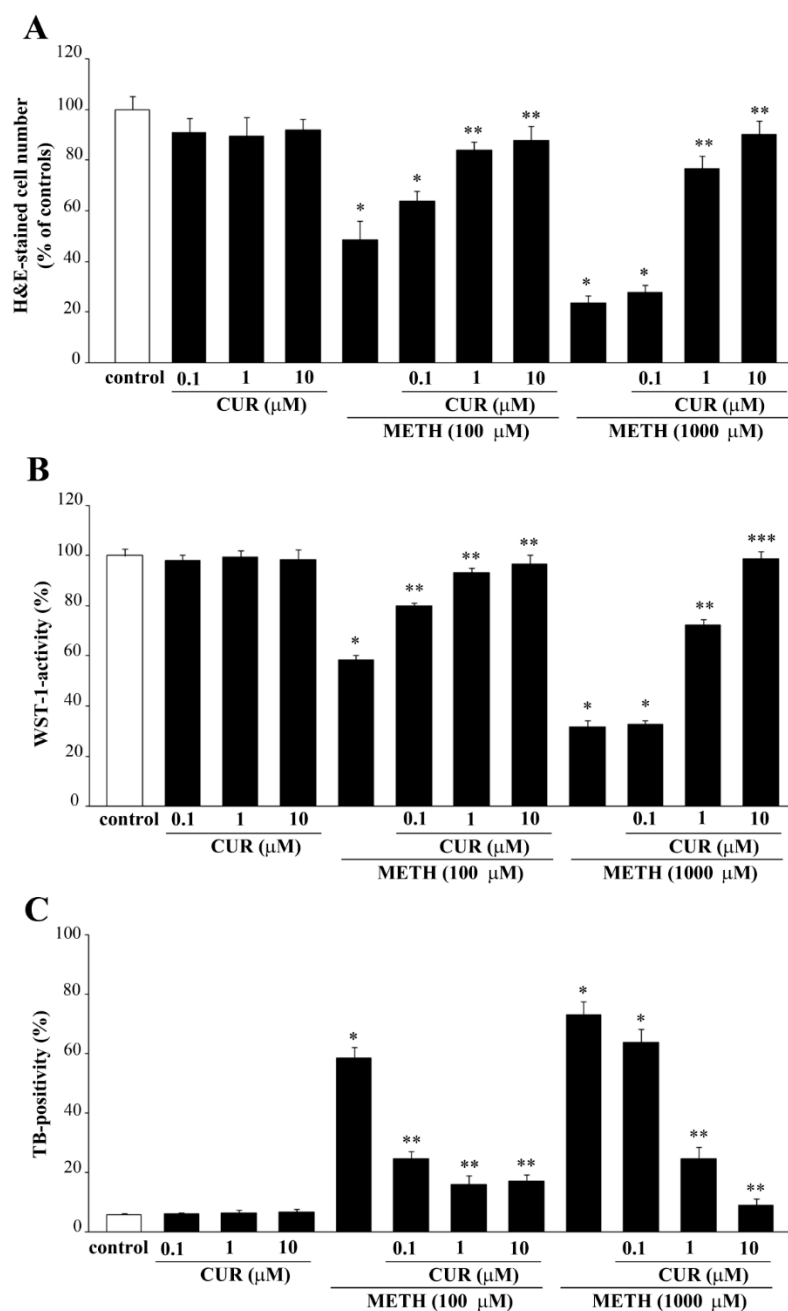 A
H&E-stained cell number
(% of controls)
120
100
80
60
40
20
0
* * ** ** * * ** **
control 0.1 1 10 0.1 1 10 0.1 1 10
CUR (μM) CUR (μM) CUR (μM)
METH (100 μM) METH (1000 μM)
B
WST-1-activity (%)
120
100
80
60
40
20
0
* ** ** ** * * ** ***
control 0.1 1 10 0.1 1 10 0.1 1 10
CUR (μM) CUR (μM) CUR (μM)
METH (100 μM) METH (1000 μM)
C
TB-positivity (%)
100
80
60
40
20
0
* ** ** ** * * ** **
control 0.1 1 10 0.1 1 10 0.1 1 10
CUR (μM) CUR (μM) CUR (μM)
METH (100 μM) METH (1000 μM)